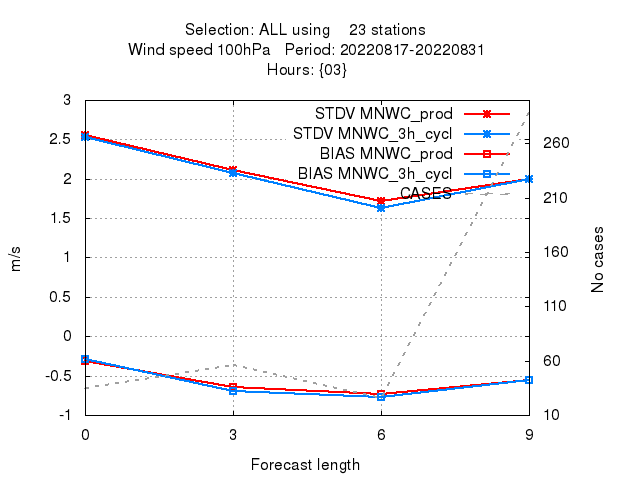 Selection: ALL using    23 stations
Wind speed 100hPa   Period: 20220817-20220831
Hours: {03}
STDV MNWC_prod
STDV MNWC_3h_cycl
BIAS MNWC_prod
BIAS MNWC_3h_cycl
CASES
3
2.5
2
1.5
1
0.5
0
-0.5
-1
m/s
260
210
160
110
60
10
No cases
0 3 6 9
Forecast length